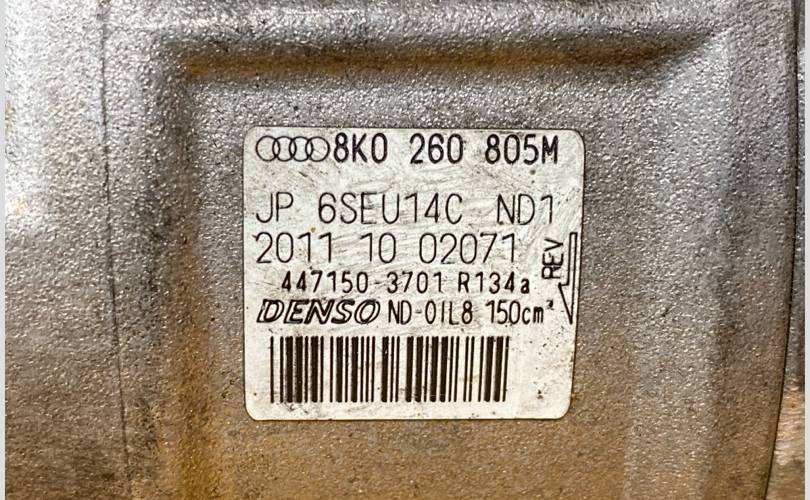 8K0 260 805M
JP 6SEU14C ND1
2011 10 02071
REV
447150-3701 R134a
DENSO ND-OIL8 150cm³